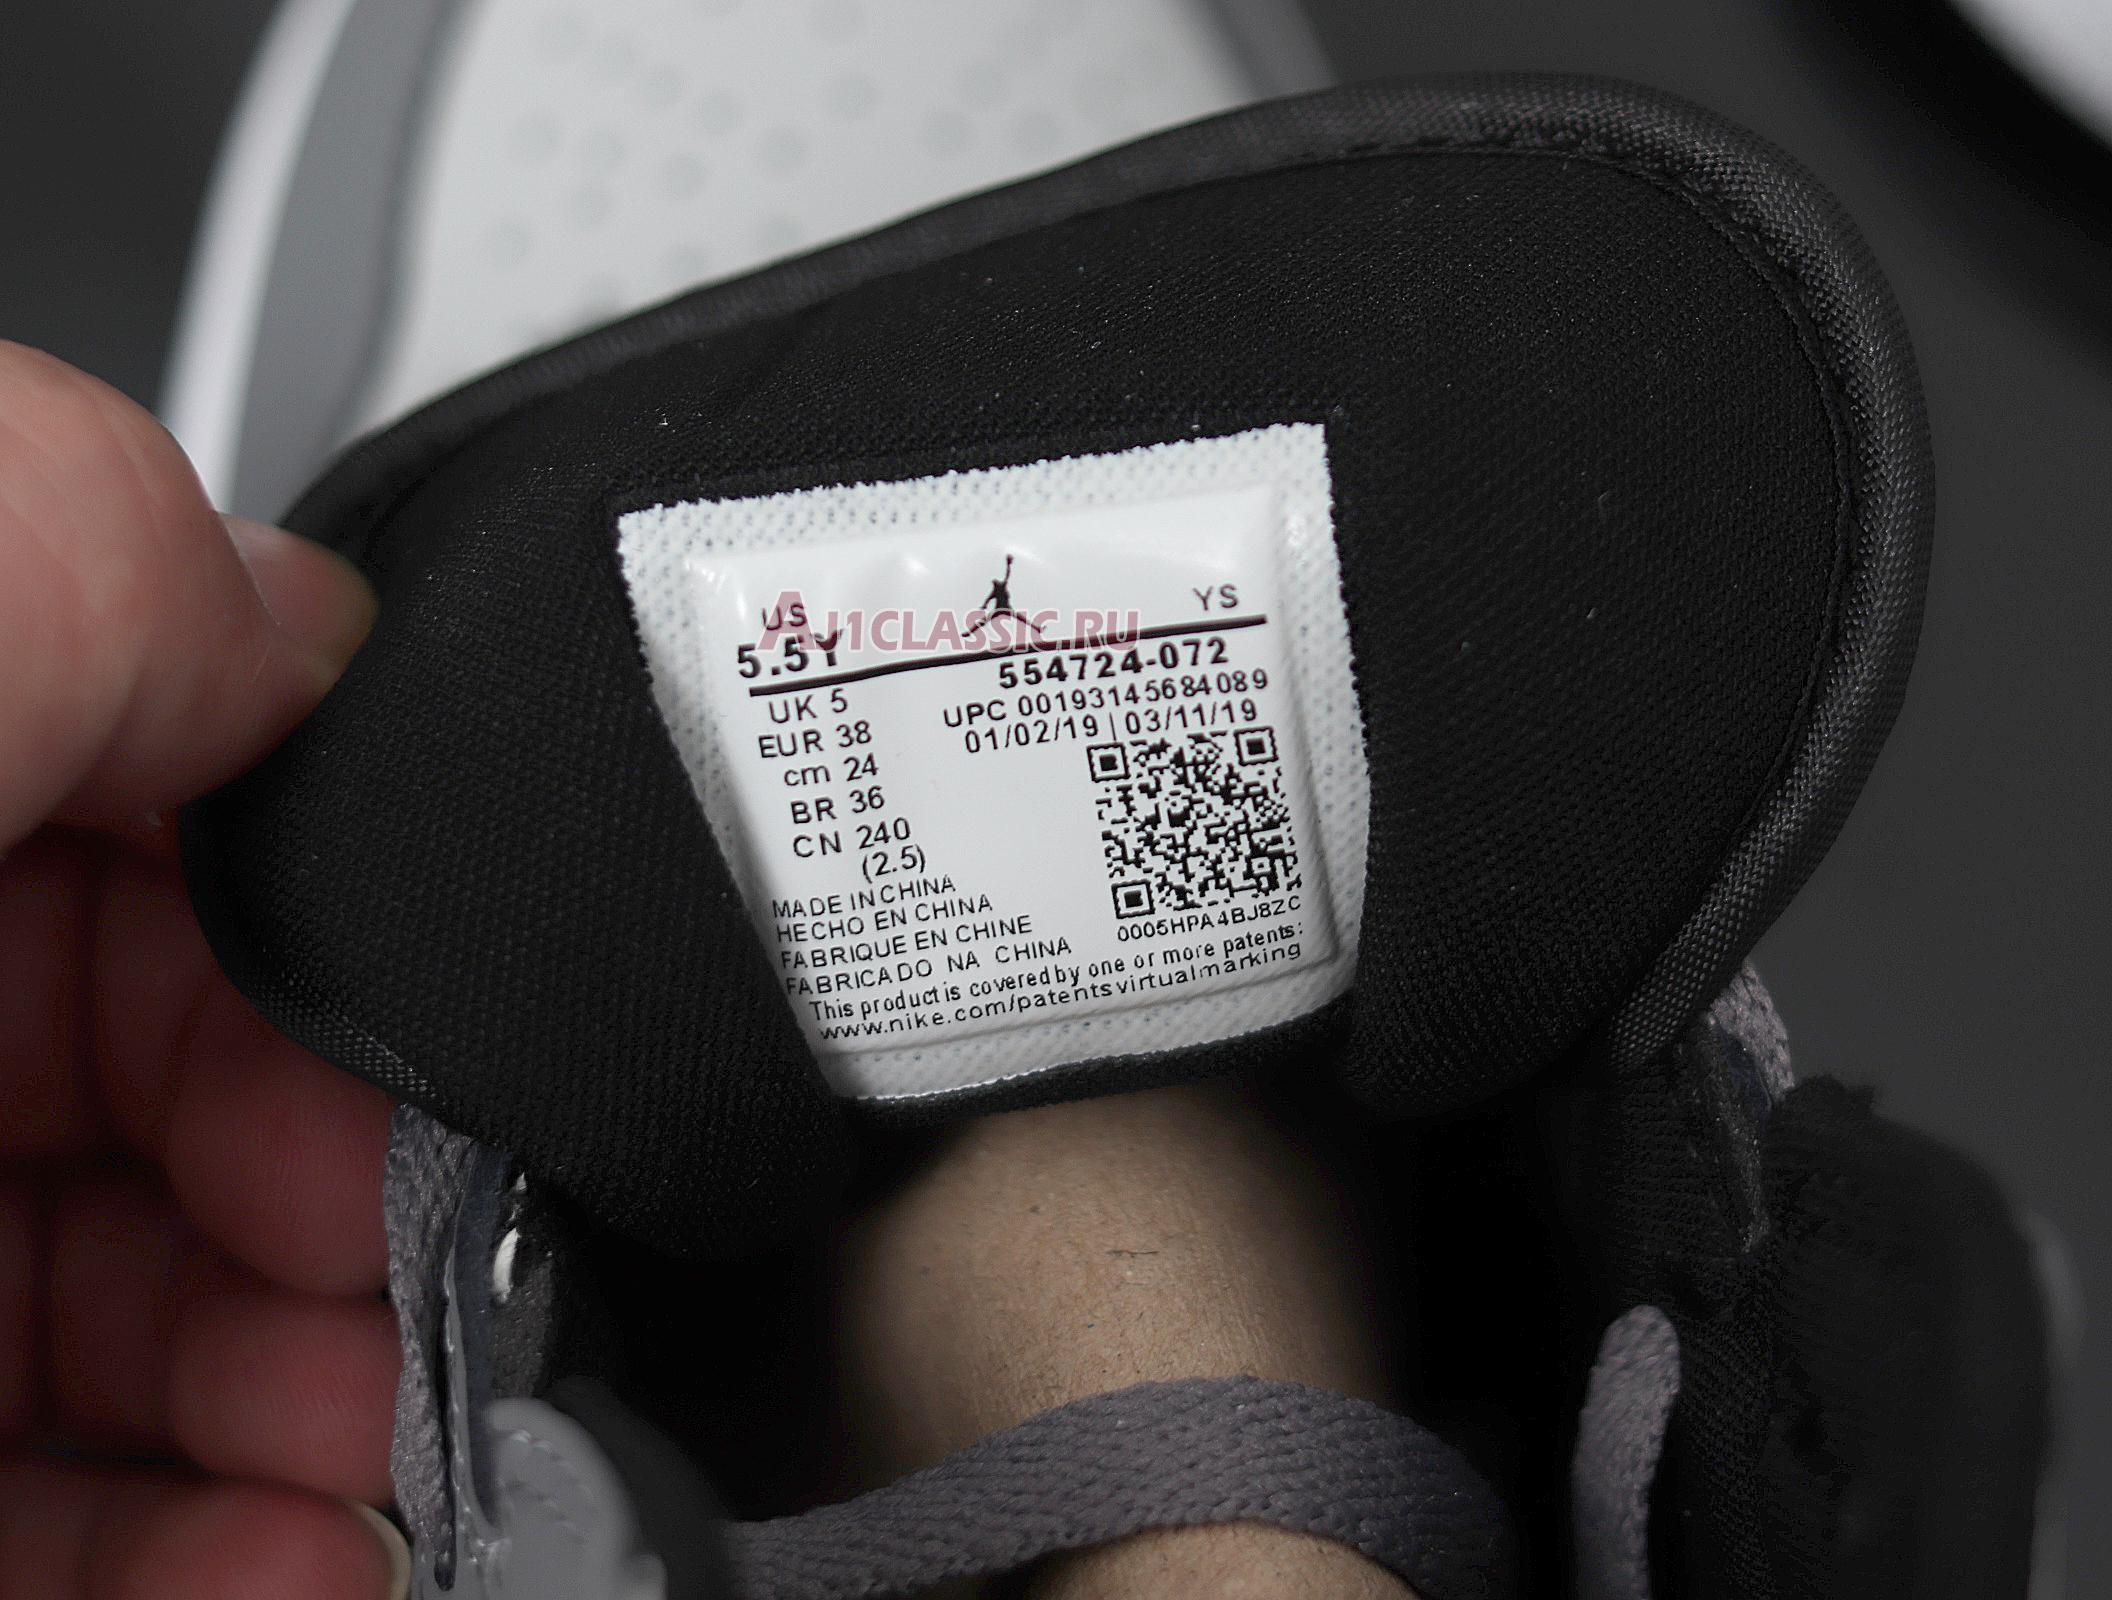 US YS
AJ1CLASSIC.RU
5.5Y 554724-072
UK 5 UPC 00193145684089
EUR 38 01/02/19 | 03/11/19
cm 24
BR 36
CN 240
(2.5)
MADE IN CHINA
HECHO EN CHINA 0005HPA4BJ8ZC
FABRIQUE EN CHINE
FABRICADO NA CHINA
This product is covered by one or more patents:
www.nike.com/patentsvirtualmarking